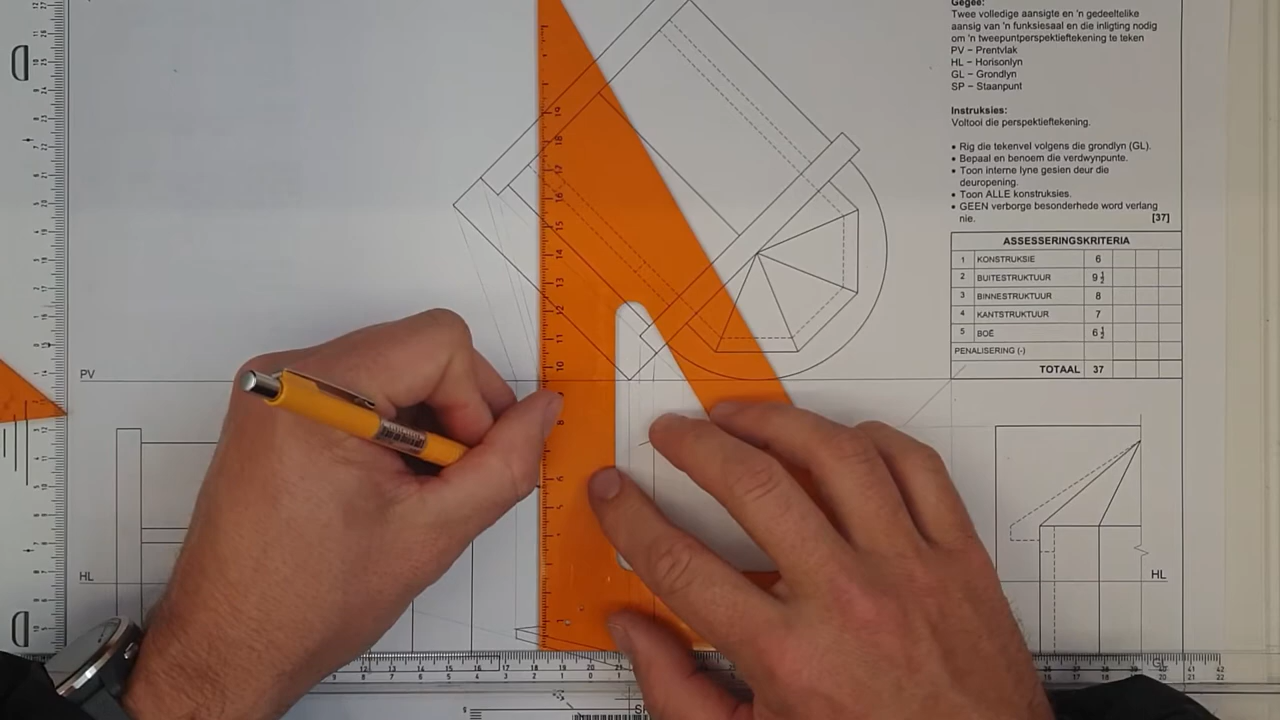 Gegee:
Twee volledige aansigte en 'n gedeeltelike
aansig van 'n funksiesaal en die inligting nodig
om 'n tweepuntperspektieftekening te teken
PV – Prentvlak
HL – Horisonlyn
GL – Grondlyn
SP – Staanpunt
Instruksies:
Voltooi die perspektieftekening.
• Rig die tekenvel volgens die grondlyn (GL).
• Bepaal en benoem die verdwynpunte.
• Toon interne lyne gesien deur die
deuropening.
• Toon ALLE konstruksies.
• GEEN verborge besonderhede word verlang
nie. [37]
ASSESSERINGSKRITERIA
1 KONSTRUKSIE 6
2 BUITESTRUKTUUR 9 ½
3 BINNESTRUKTUUR 8
4 KANTSTRUKTUUR 7
5 BOË 6 ½
PENALISERING (-)
TOTAAL 37
PV
HL
HL
GL